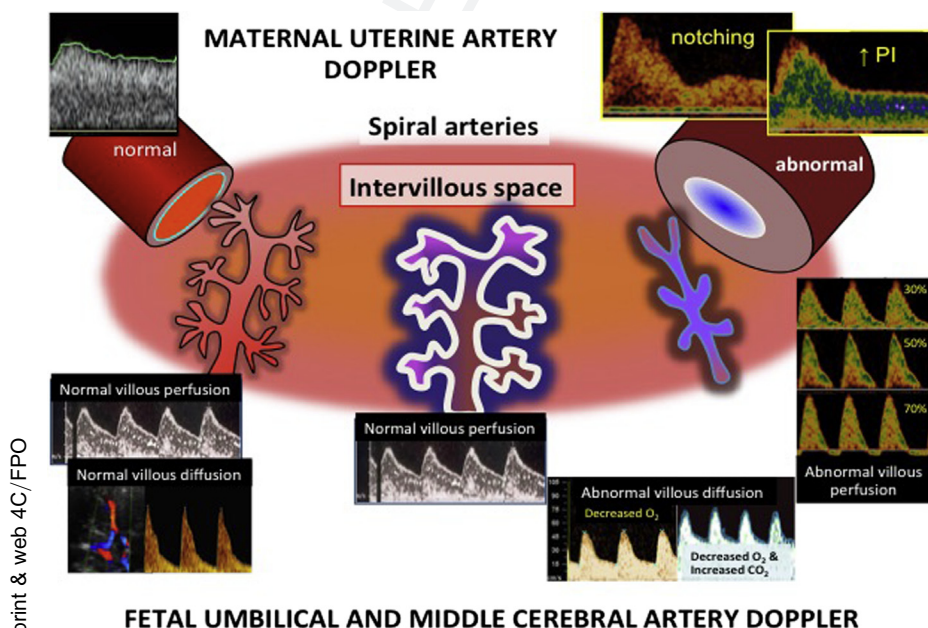 MATERNAL UTERINE ARTERY
DOPPLER
notching
↑ PI
Spiral arteries
normal
abnormal
Intervillous space
30%
50%
70%
Normal villous perfusion
Normal villous perfusion
Abnormal villous
perfusion
Normal villous diffusion
Abnormal villous diffusion
Decreased O₂
Decreased O₂ &
Increased CO₂
print & web 4C/FPO
FETAL UMBILICAL AND MIDDLE CEREBRAL ARTERY DOPPLER